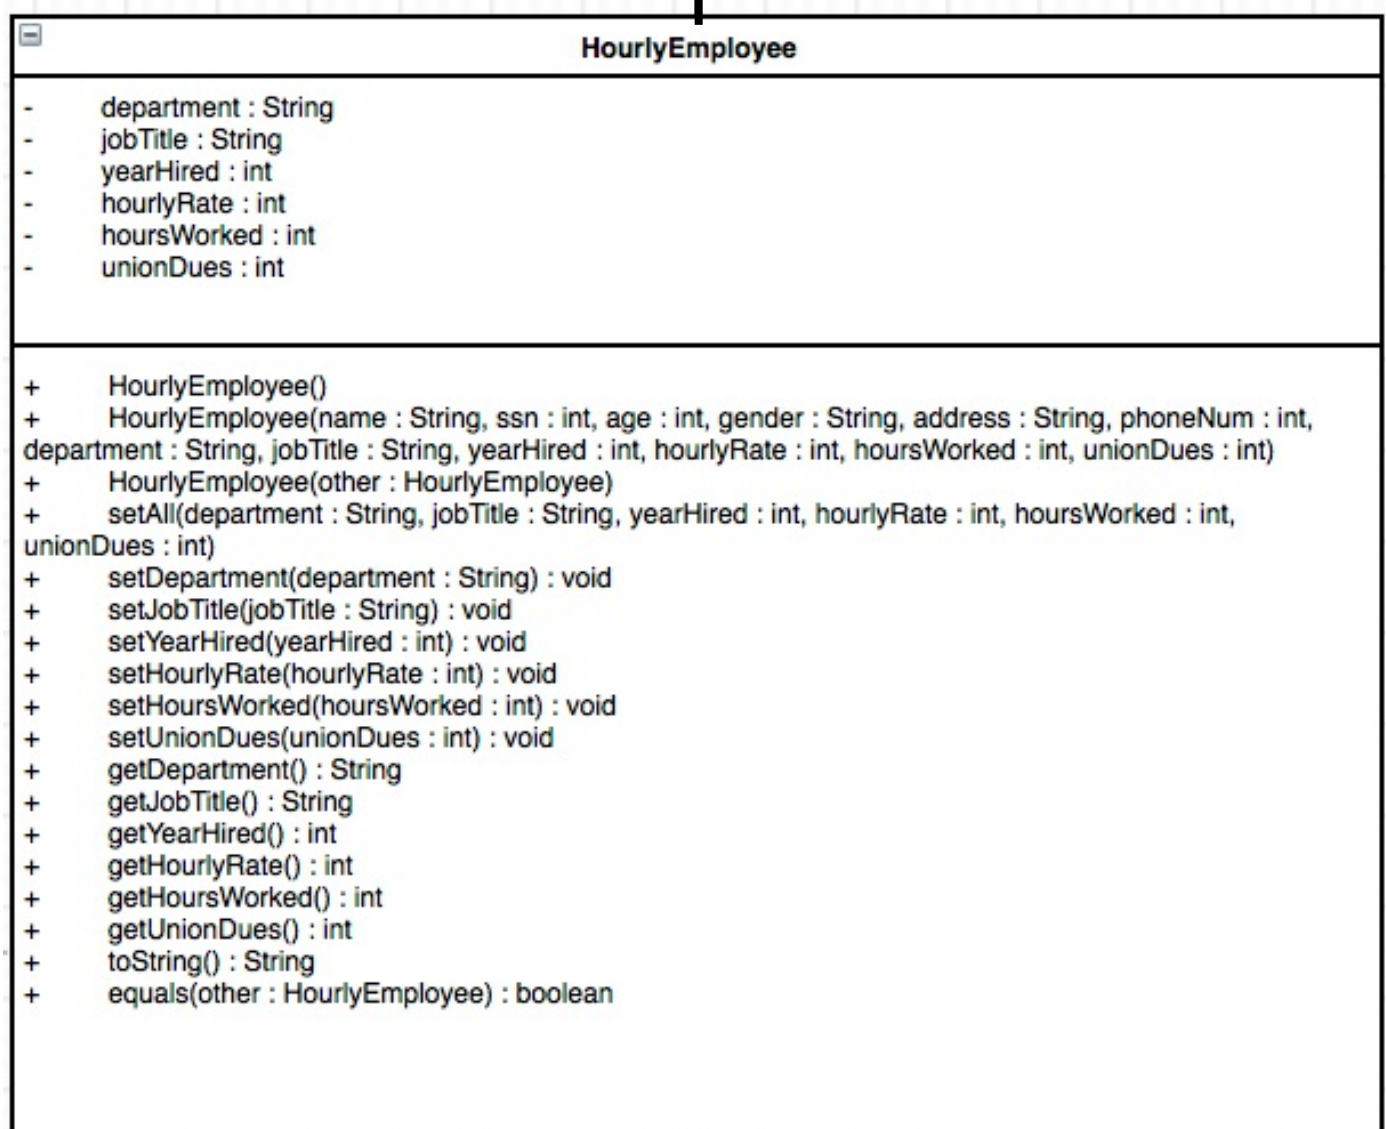 HourlyEmployee
- department : String
- jobTitle : String
- yearHired : int
- hourlyRate : int
- hoursWorked : int
- unionDues : int
+ HourlyEmployee()
+ HourlyEmployee(name : String, ssn : int, age : int, gender : String, address : String, phoneNum : int,
department : String, jobTitle : String, yearHired : int, hourlyRate : int, hoursWorked : int, unionDues : int)
+ HourlyEmployee(other : HourlyEmployee)
+ setAll(department : String, jobTitle : String, yearHired : int, hourlyRate : int, hoursWorked : int,
unionDues : int)
+ setDepartment(department : String) : void
+ setJobTitle(jobTitle : String) : void
+ setYearHired(yearHired : int) : void
+ setHourlyRate(hourlyRate : int) : void
+ setHoursWorked(hoursWorked : int) : void
+ setUnionDues(unionDues : int) : void
+ getDepartment() : String
+ getJobTitle() : String
+ getYearHired() : int
+ getHourlyRate() : int
+ getHoursWorked() : int
+ getUnionDues() : int
+ toString() : String
+ equals(other : HourlyEmployee) : boolean